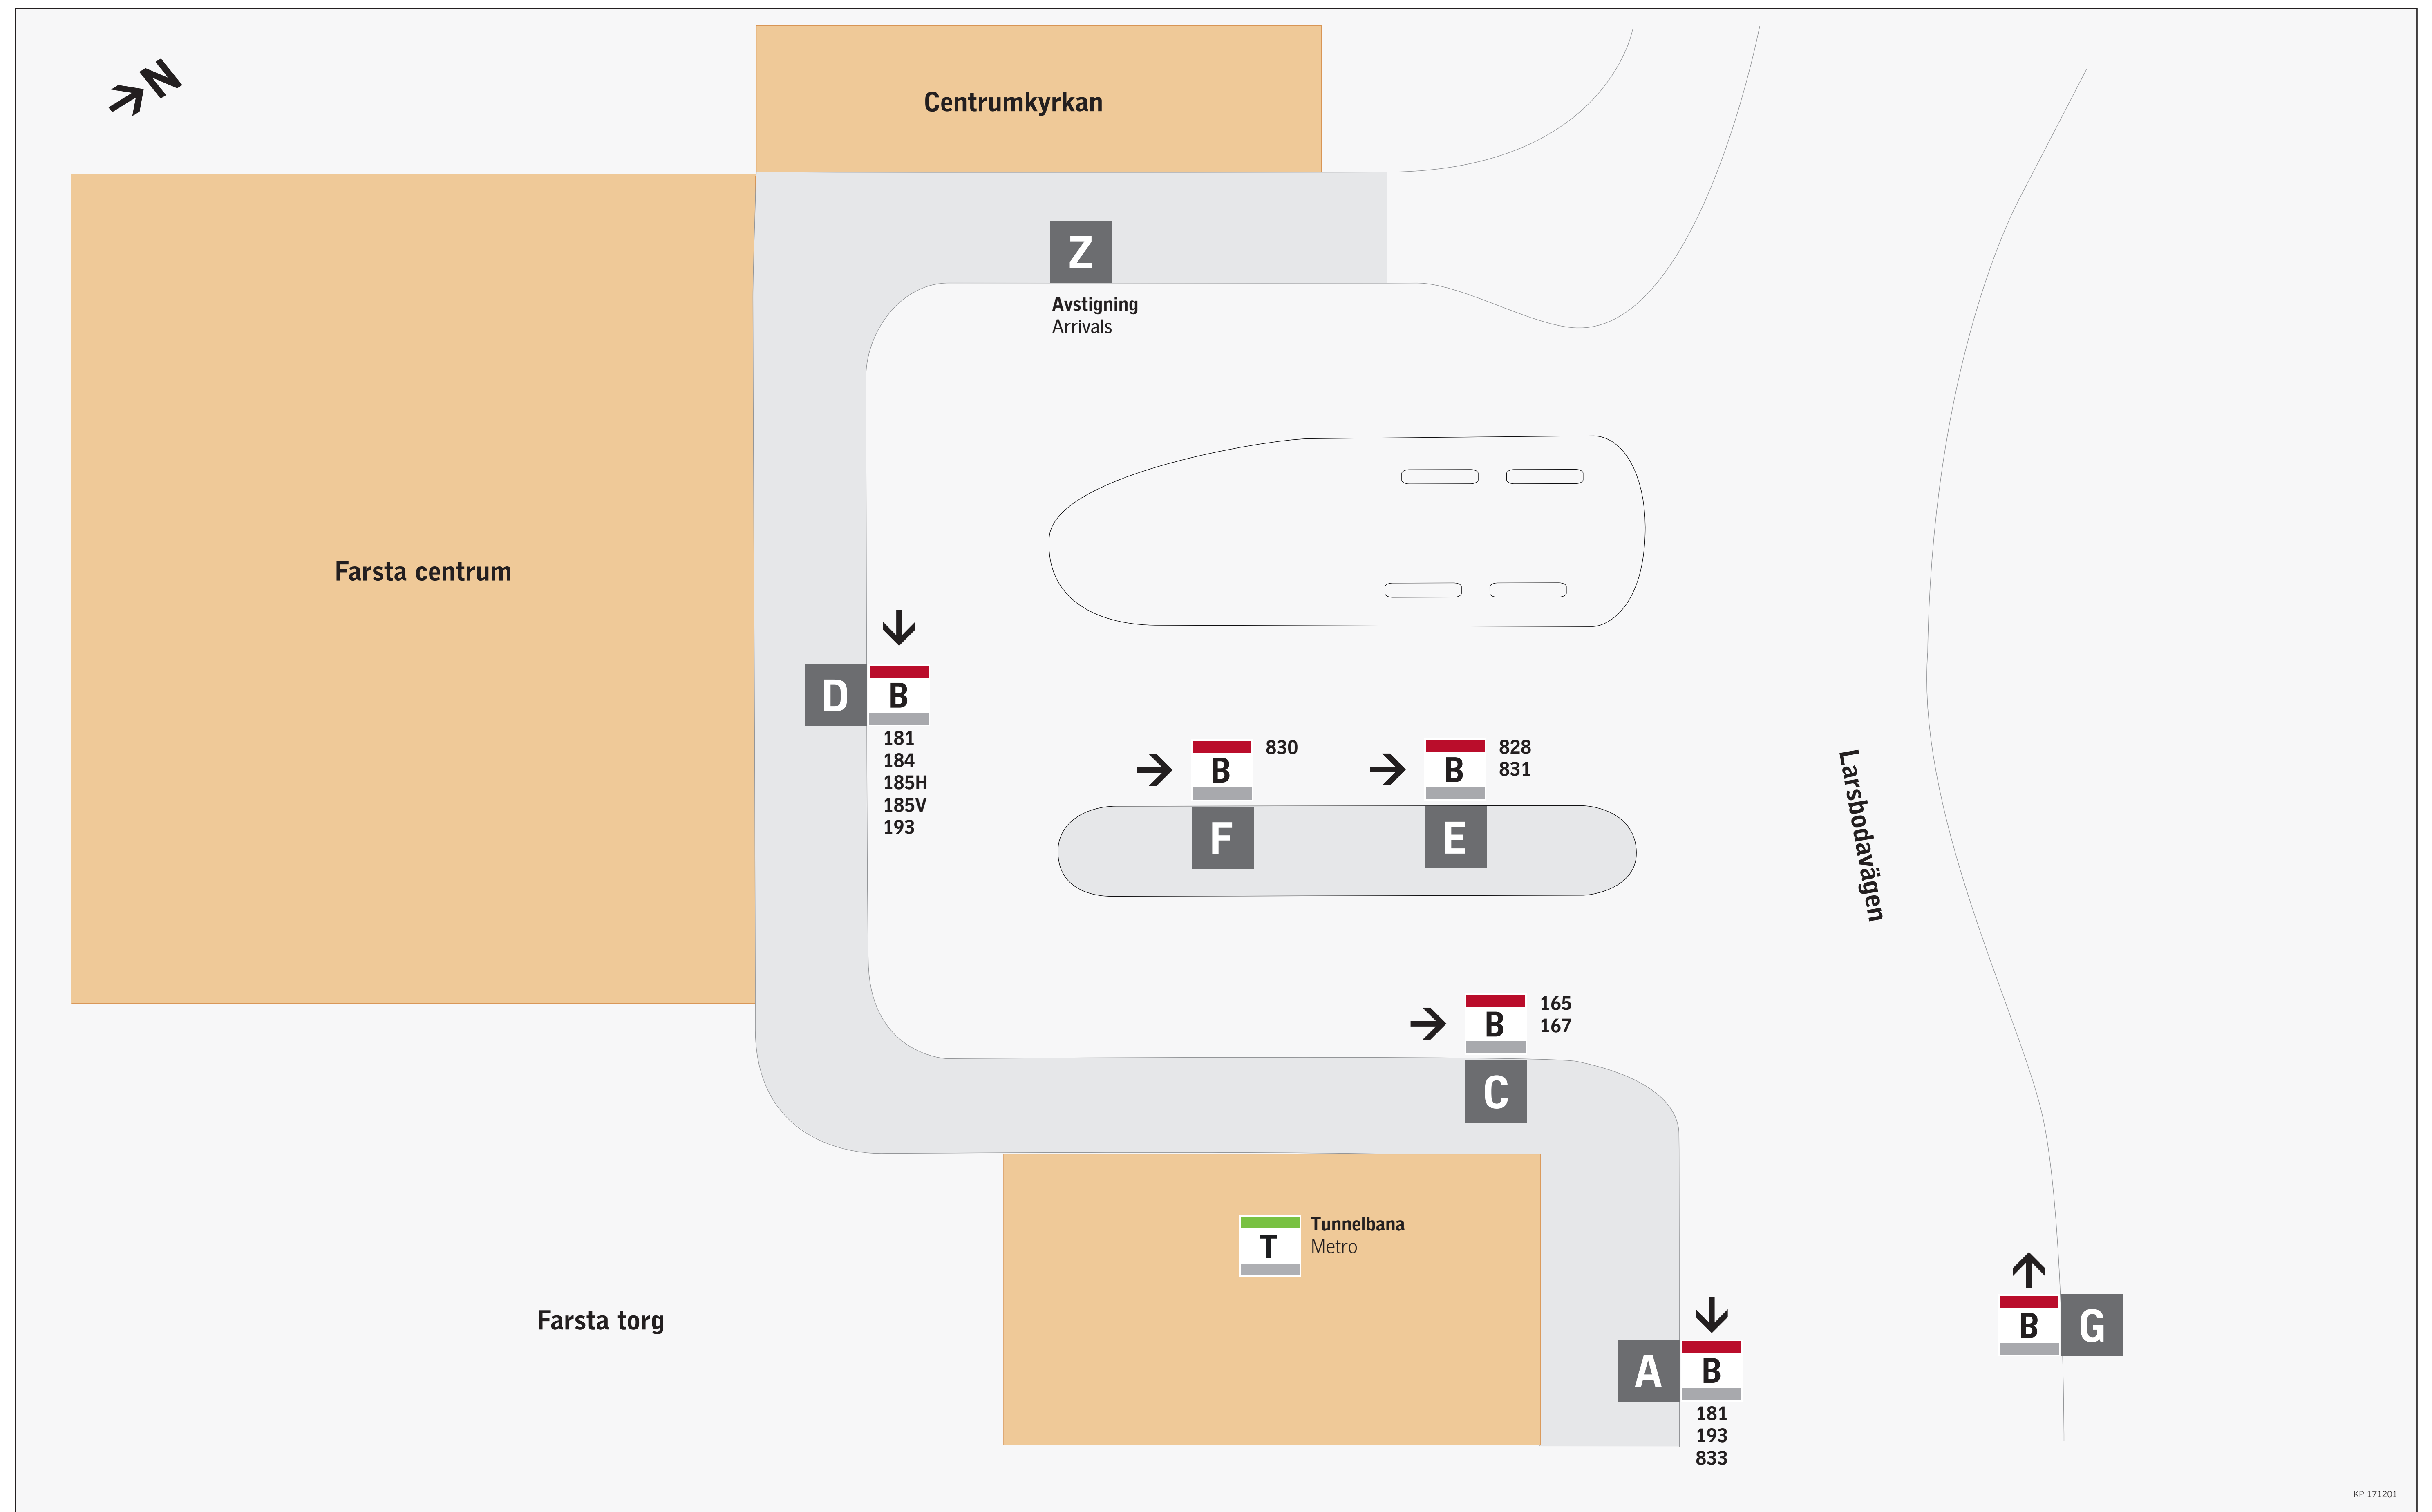 N
Centrumkyrkan
Z
Avstigning
Arrivals
Farsta centrum
D
B
181
184
185H
185V
193
B
830
F
B
828
831
E
Larsbodavägen
B
165
167
C
T
Tunnelbana
Metro
Farsta torg
A
B
181
193
833
B
G
KP 171201